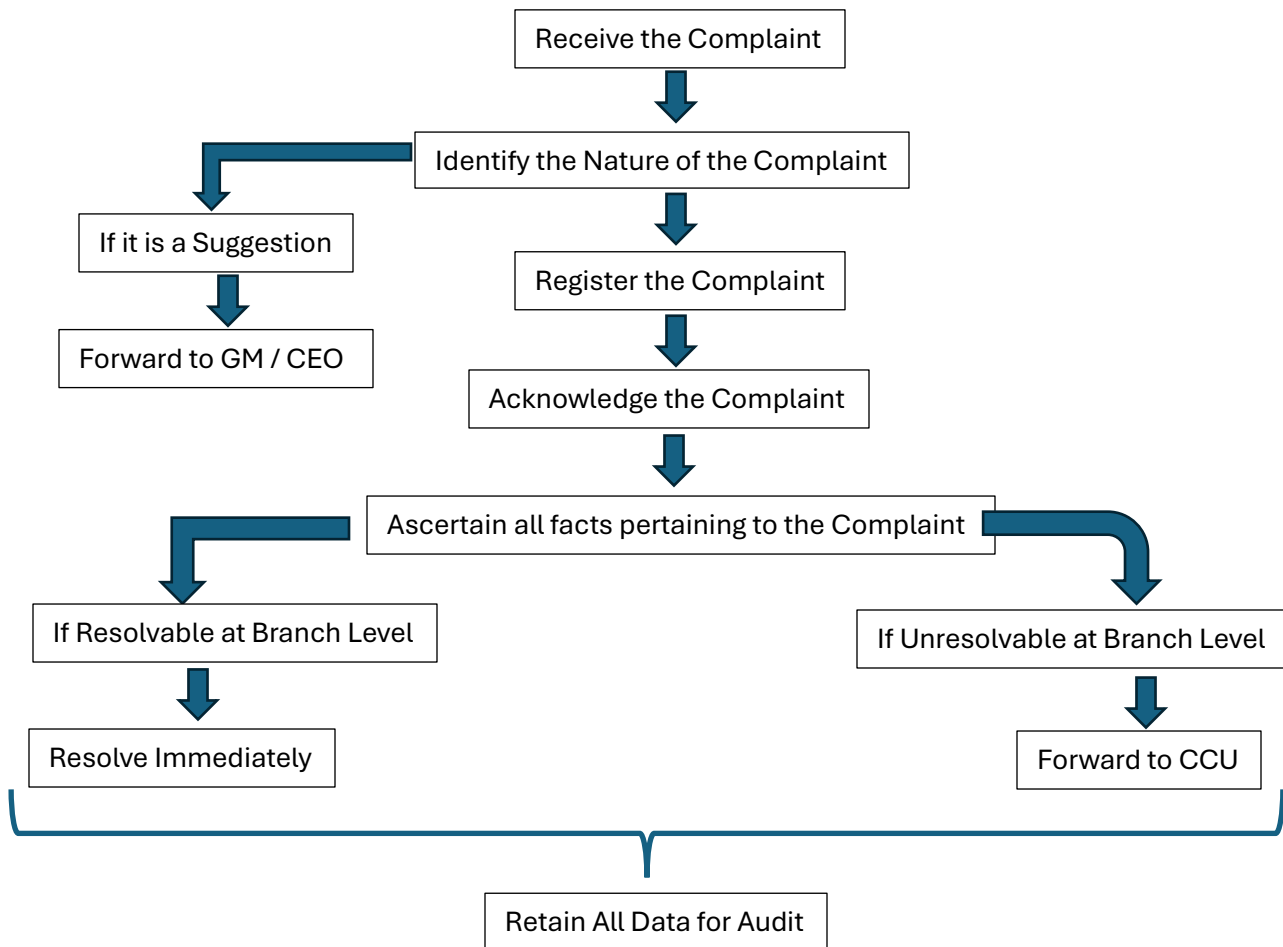 Receive the Complaint
Identify the Nature of the Complaint
If it is a Suggestion
Register the Complaint
Forward to GM / CEO
Acknowledge the Complaint
Ascertain all facts pertaining to the Complaint
If Resolvable at Branch Level
If Unresolvable at Branch Level
Resolve Immediately
Forward to CCU
Retain All Data for Audit